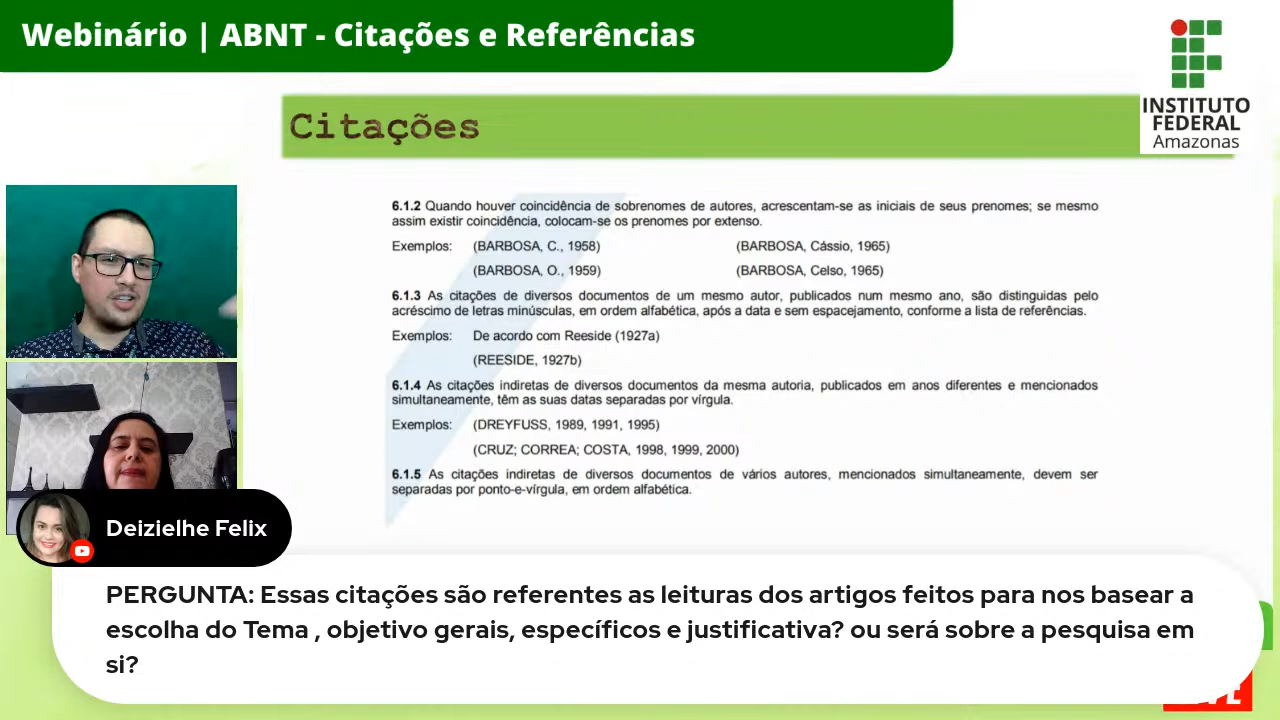 Webinário | ABNT - Citações e Referências
INSTITUTO
FEDERAL
Amazonas
Citações
6.1.2 Quando houver coincidência de sobrenomes de autores, acrescentam-se as iniciais de seus prenomes; se mesmo
assim existir coincidência, colocam-se os prenomes por extenso.
Exemplos: (BARBOSA, C., 1958) (BARBOSA, Cássio, 1965)
(BARBOSA, O., 1959) (BARBOSA, Celso, 1965)
6.1.3 As citações de diversos documentos de um mesmo autor, publicados num mesmo ano, são distinguidas pelo
acréscimo de letras minúsculas, em ordem alfabética, após a data e sem espacejamento, conforme a lista de referências.
Exemplos: De acordo com Reeside (1927a)
(REESIDE, 1927b)
6.1.4 As citações indiretas de diversos documentos da mesma autoria, publicados em anos diferentes e mencionados
simultaneamente, têm as suas datas separadas por vírgula.
Exemplos: (DREYFUSS, 1989, 1991, 1995)
(CRUZ; CORREA; COSTA, 1998, 1999, 2000)
6.1.5 As citações indiretas de diversos documentos de vários autores, mencionados simultaneamente, devem ser
separadas por ponto-e-vírgula, em ordem alfabética.
Deizielhe Felix
PERGUNTA: Essas citações são referentes as leituras dos artigos feitos para nos basear a
escolha do Tema , objetivo gerais, específicos e justificativa? ou será sobre a pesquisa em
si?